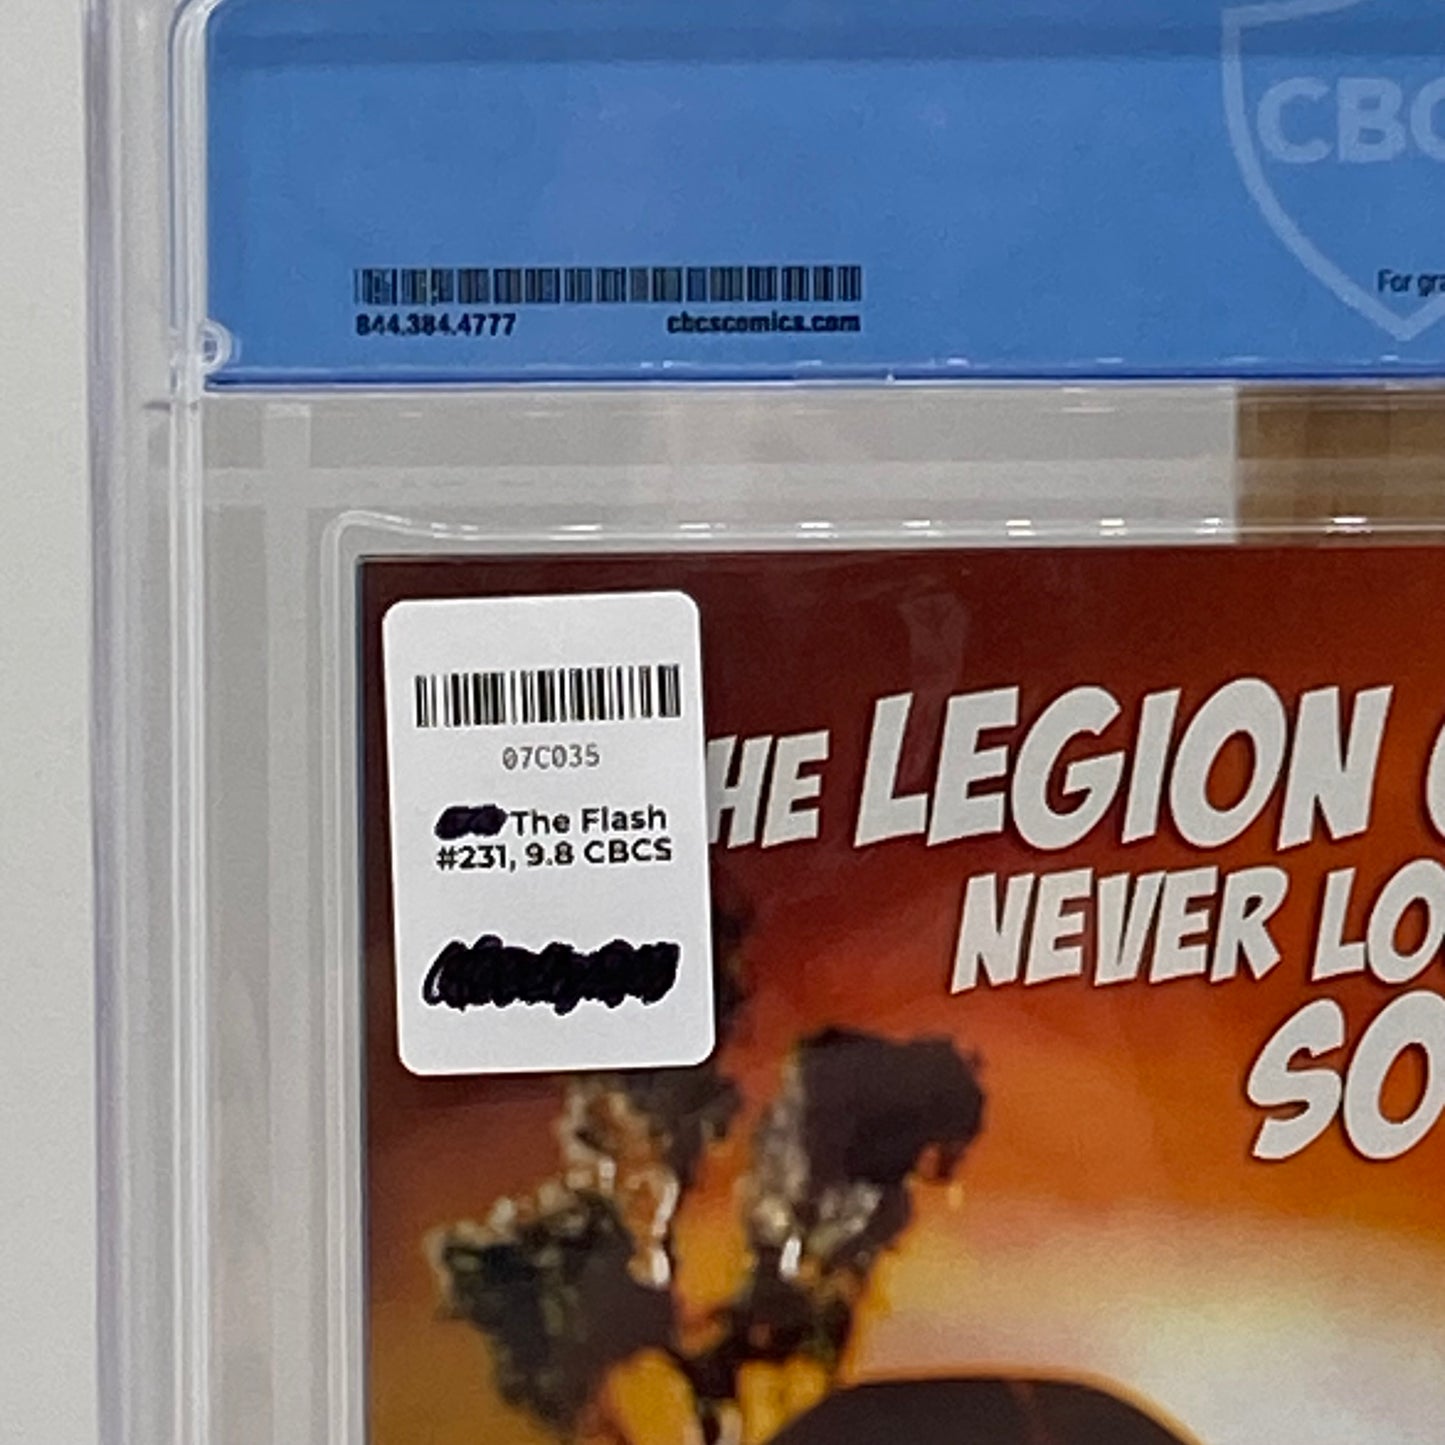 CBC
For gra
844.384.4777 cbcscomics.com
07C035
The Flash
#231, 9.8 CBCS
HE LEGION
NEVER LO
SO